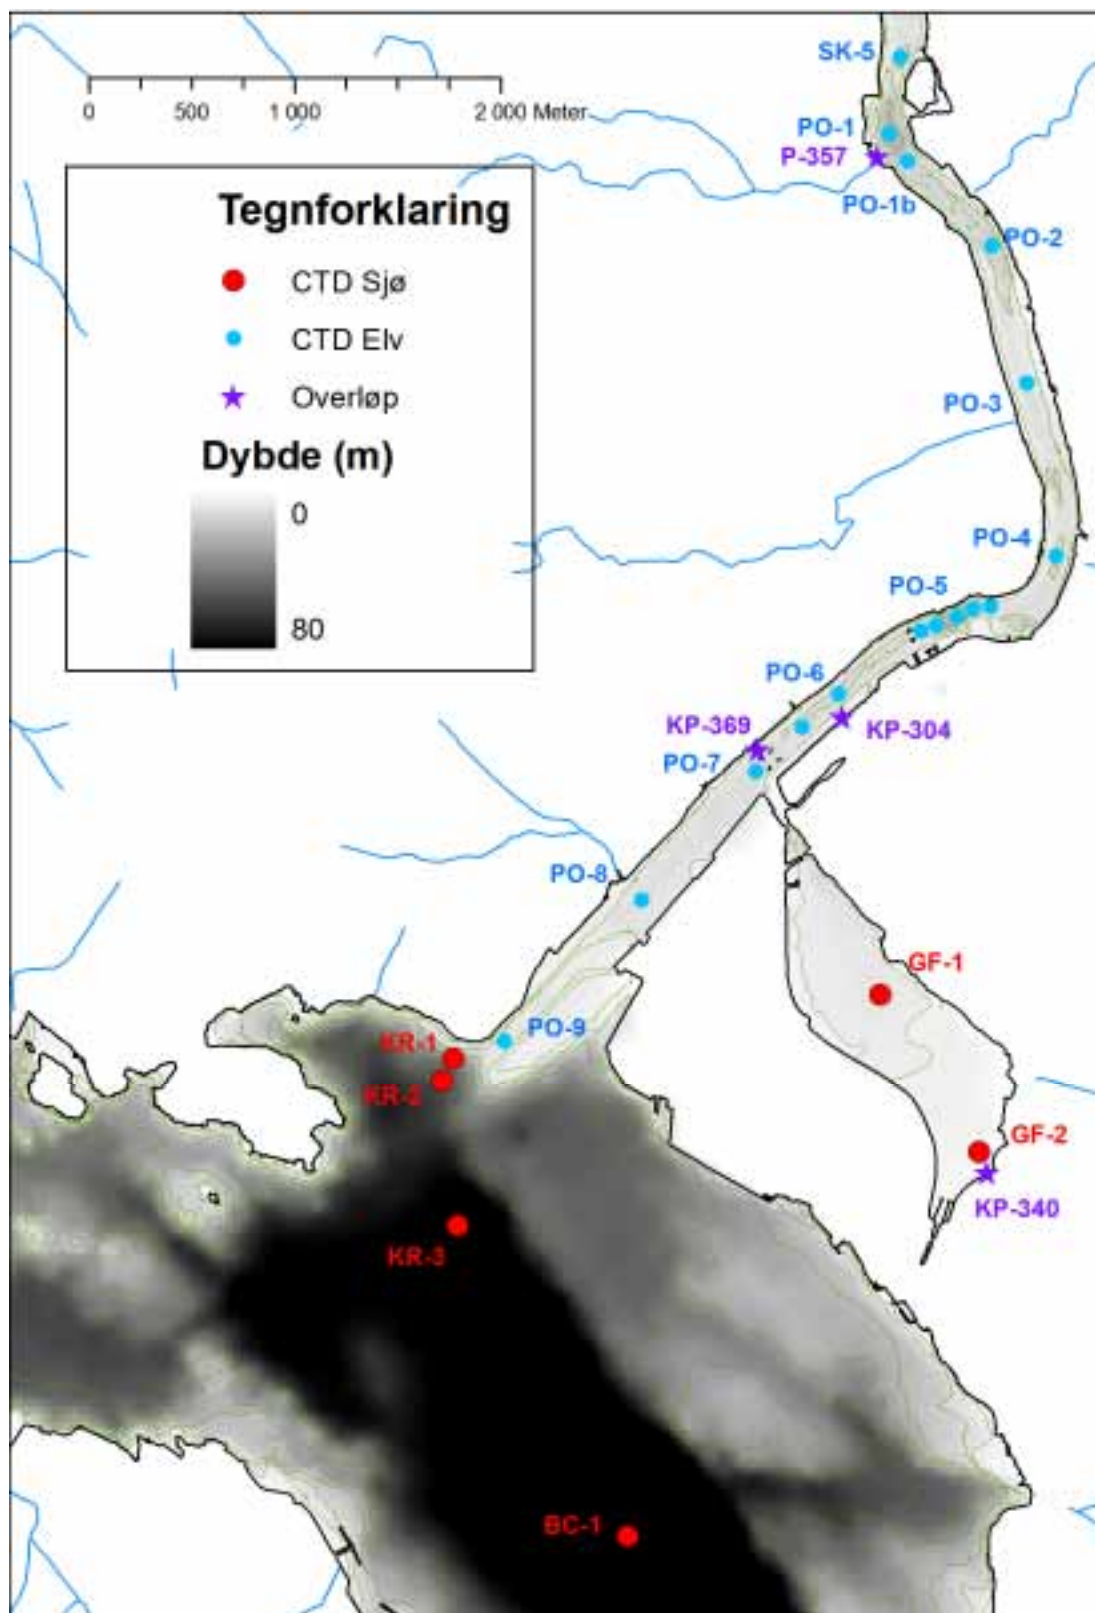 SK-5
0 500 1 000 2 000 Meter
PO-1
P-357
PO-1b
PO-2
Tegnforklaring
CTD Sjø
CTD Elv
Overløp
PO-3
Dybde (m)
0
80
PO-4
PO-5
PO-6
KP-369
KP-304
PO-7
PO-8
GF-1
PO-9
KR-1
KR-2
GF-2
KP-340
KR-3
BC-1